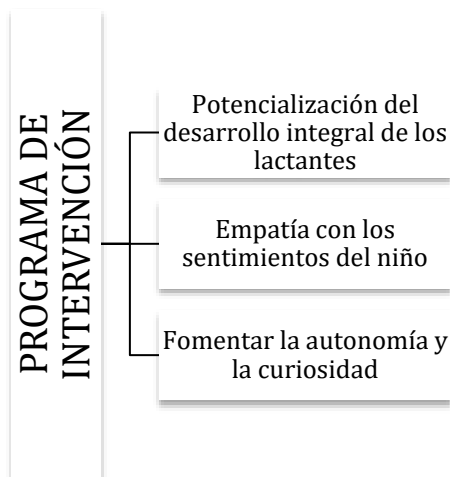 PROGRAMA DE
INTERVENCIÓN
Potencialización del
desarrollo integral de los
lactantes
Empatía con los
sentimientos del niño
Fomentar la autonomía y
la curiosidad